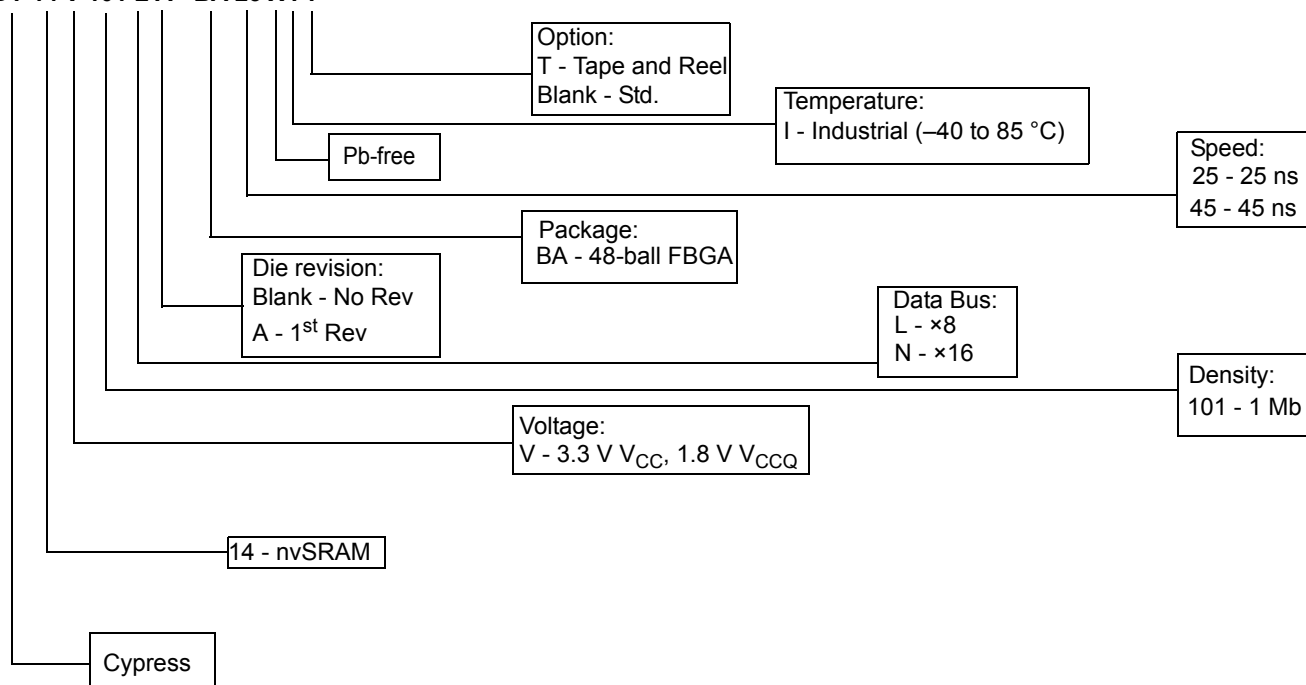 Option:
T - Tape and Reel
Blank - Std.
Temperature:
I - Industrial (–40 to 85 °C)
Pb-free
Speed:
25 - 25 ns
45 - 45 ns
Package:
BA - 48-ball FBGA
Die revision:
Blank - No Rev
A - 1st Rev
Data Bus:
L - ×8
N - ×16
Density:
101 - 1 Mb
Voltage:
V - 3.3 V VCC, 1.8 V VCCQ
14 - nvSRAM
Cypress